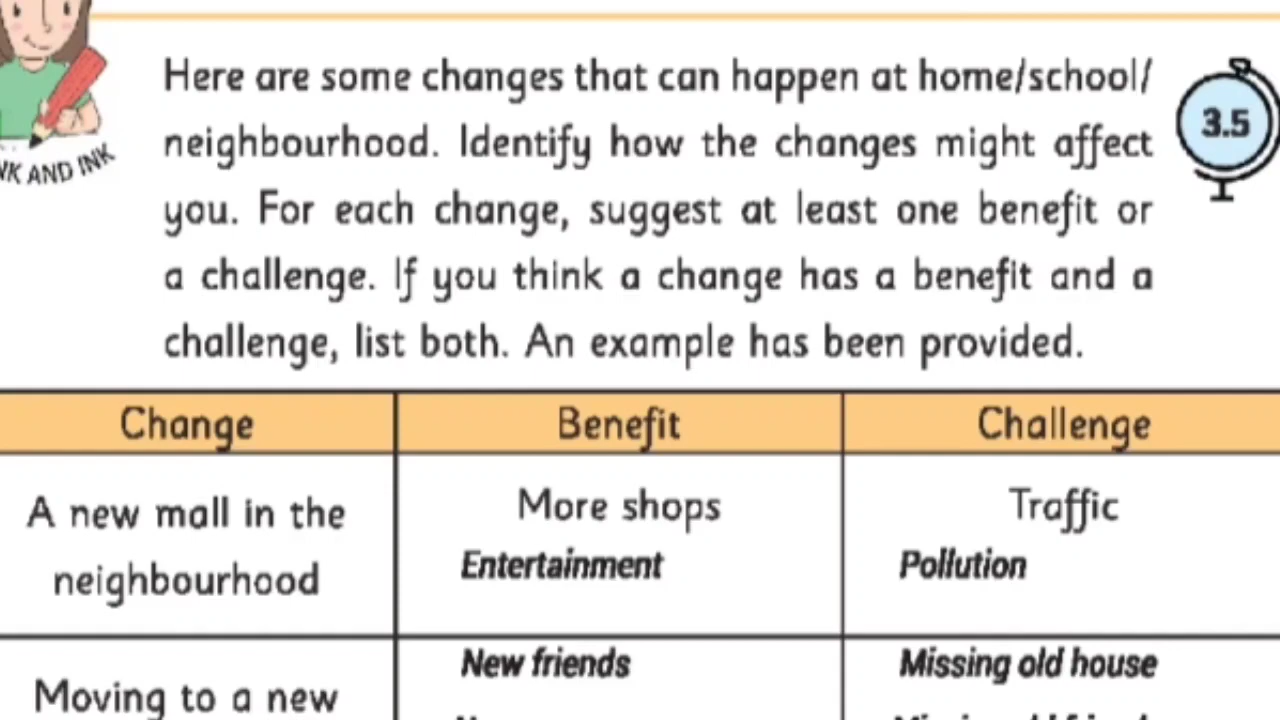 Here are some changes that can happen at home/school/
neighbourhood. Identify how the changes might affect
you. For each change, suggest at least one benefit or
a challenge. If you think a change has a benefit and a
challenge, list both. An example has been provided.
3.5
AND INK
Change Benefit Challenge
A new mall in the
neighbourhood
More shops
Entertainment
Traffic
Pollution
Moving to a new
New friends
Missing old house